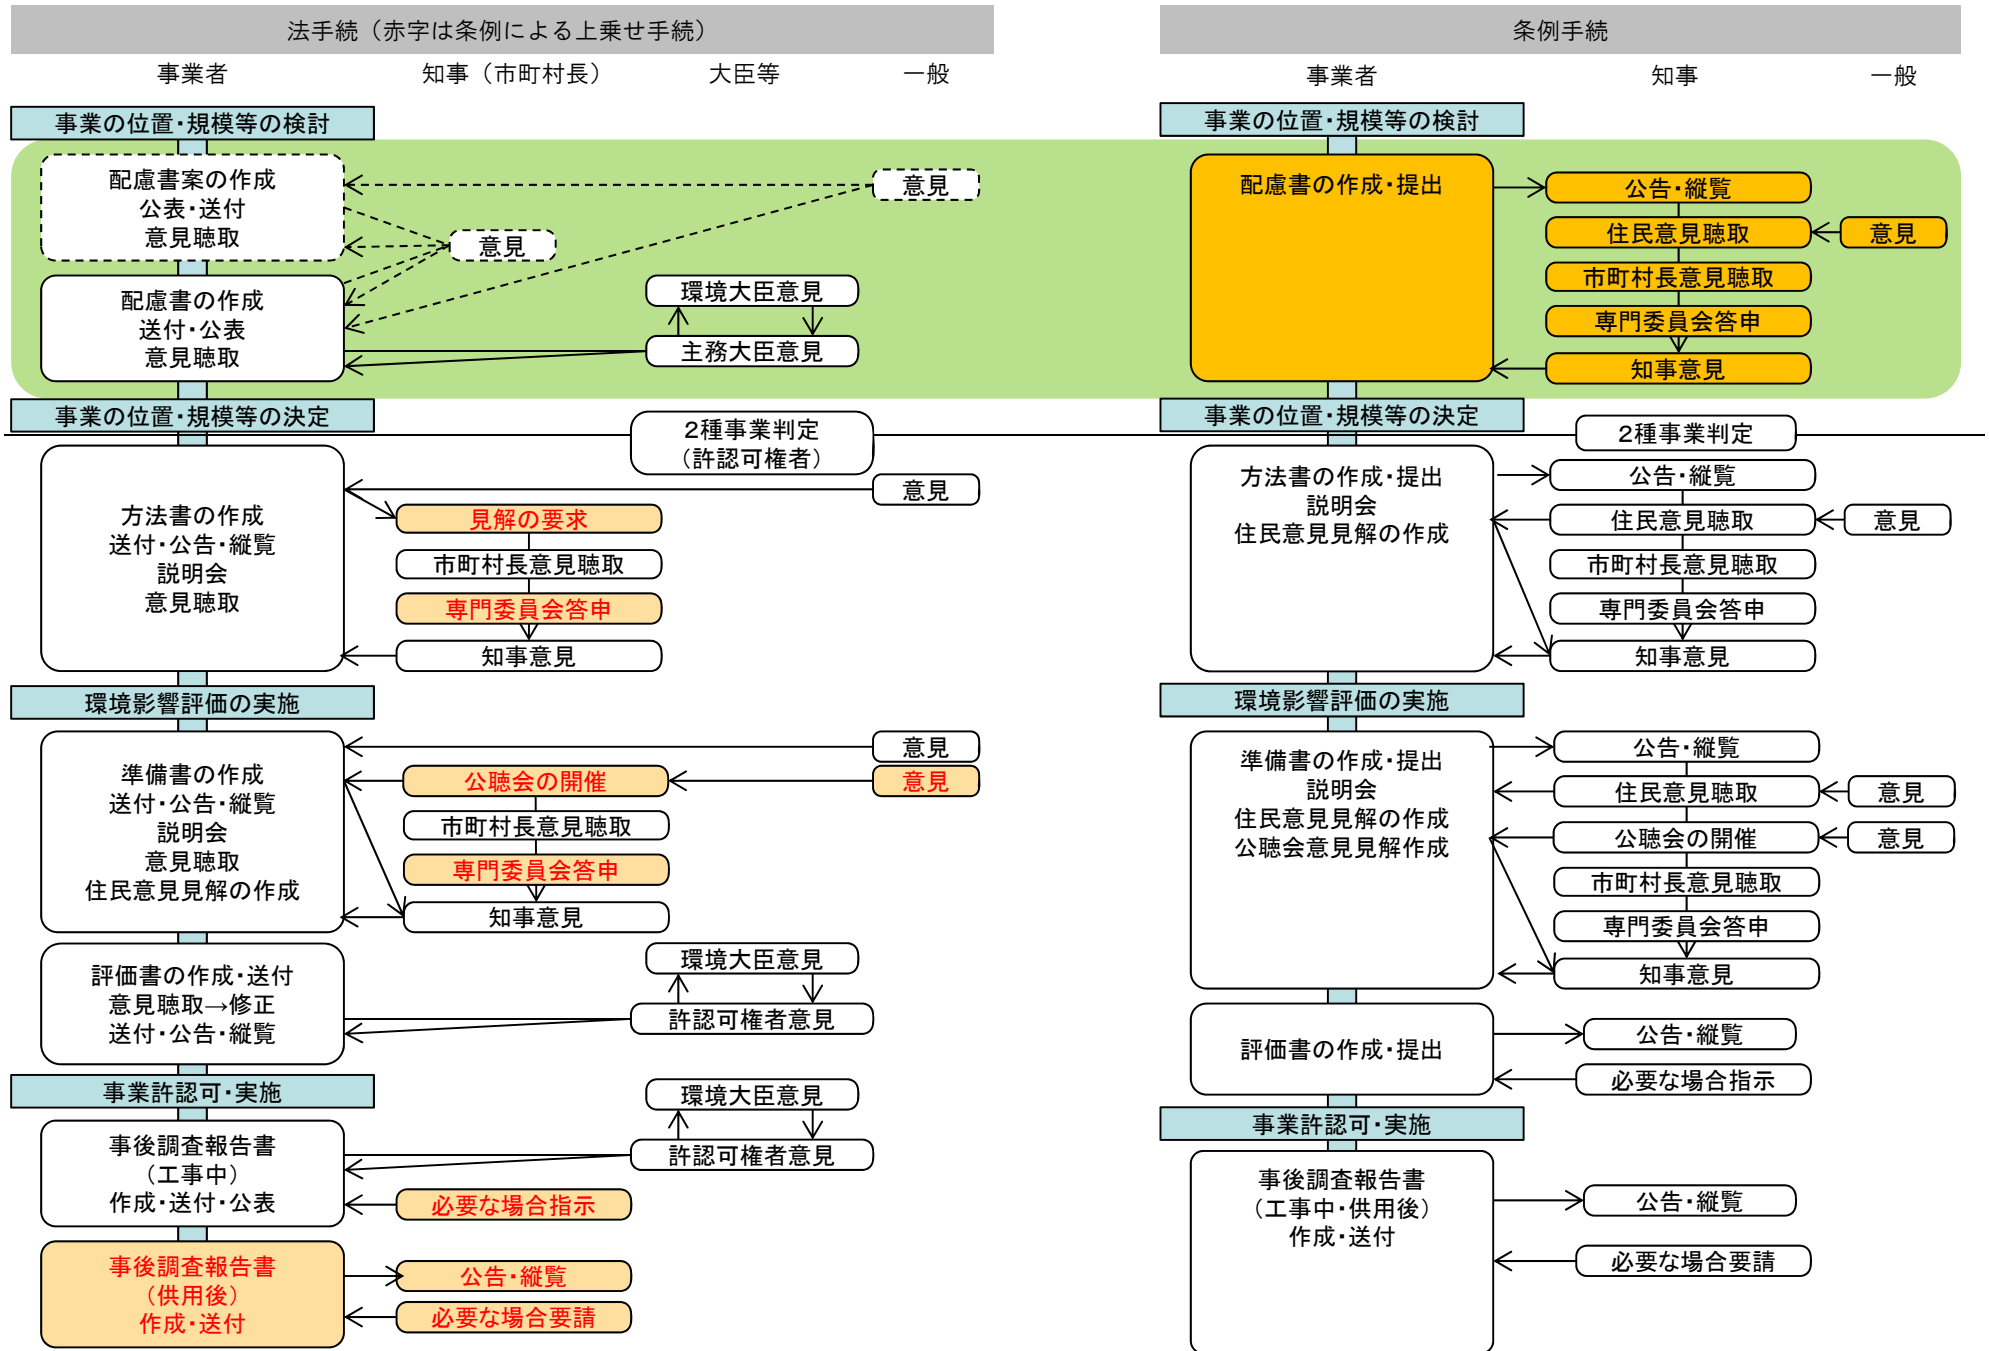 法手続（赤字は条例による上乗せ手続）
事業者
知事（市町村長）
大臣等
一般
事業の位置・規模等の検討
配慮書案の作成
公表・送付
意見聴取
意見
意見
配慮書の作成
送付・公表
意見聴取
環境大臣意見
主務大臣意見
事業の位置・規模等の決定
2種事業判定
（許認可権者）
方法書の作成
送付・公告・縦覧
説明会
意見聴取
意見
見解の要求
市町村長意見聴取
専門委員会答申
知事意見
環境影響評価の実施
準備書の作成
送付・公告・縦覧
説明会
意見聴取
住民意見見解の作成
意見
公聴会の開催
意見
市町村長意見聴取
専門委員会答申
知事意見
評価書の作成・送付
意見聴取→修正
送付・公告・縦覧
環境大臣意見
許認可権者意見
事業許認可・実施
事後調査報告書
（工事中）
作成・送付・公表
環境大臣意見
許認可権者意見
必要な場合指示
事後調査報告書
（供用後）
作成・送付
公告・縦覧
必要な場合要請
条例手続
事業者
知事
一般
事業の位置・規模等の検討
配慮書の作成・提出
公告・縦覧
住民意見聴取
意見
市町村長意見聴取
専門委員会答申
知事意見
事業の位置・規模等の決定
2種事業判定
方法書の作成・提出
説明会
住民意見見解の作成
公告・縦覧
住民意見聴取
意見
市町村長意見聴取
専門委員会答申
知事意見
環境影響評価の実施
準備書の作成・提出
説明会
住民意見見解の作成
公聴会意見見解作成
公告・縦覧
住民意見聴取
意見
公聴会の開催
意見
市町村長意見聴取
専門委員会答申
知事意見
評価書の作成・提出
公告・縦覧
必要な場合指示
事業許認可・実施
事後調査報告書
（工事中・供用後）
作成・送付
公告・縦覧
必要な場合要請